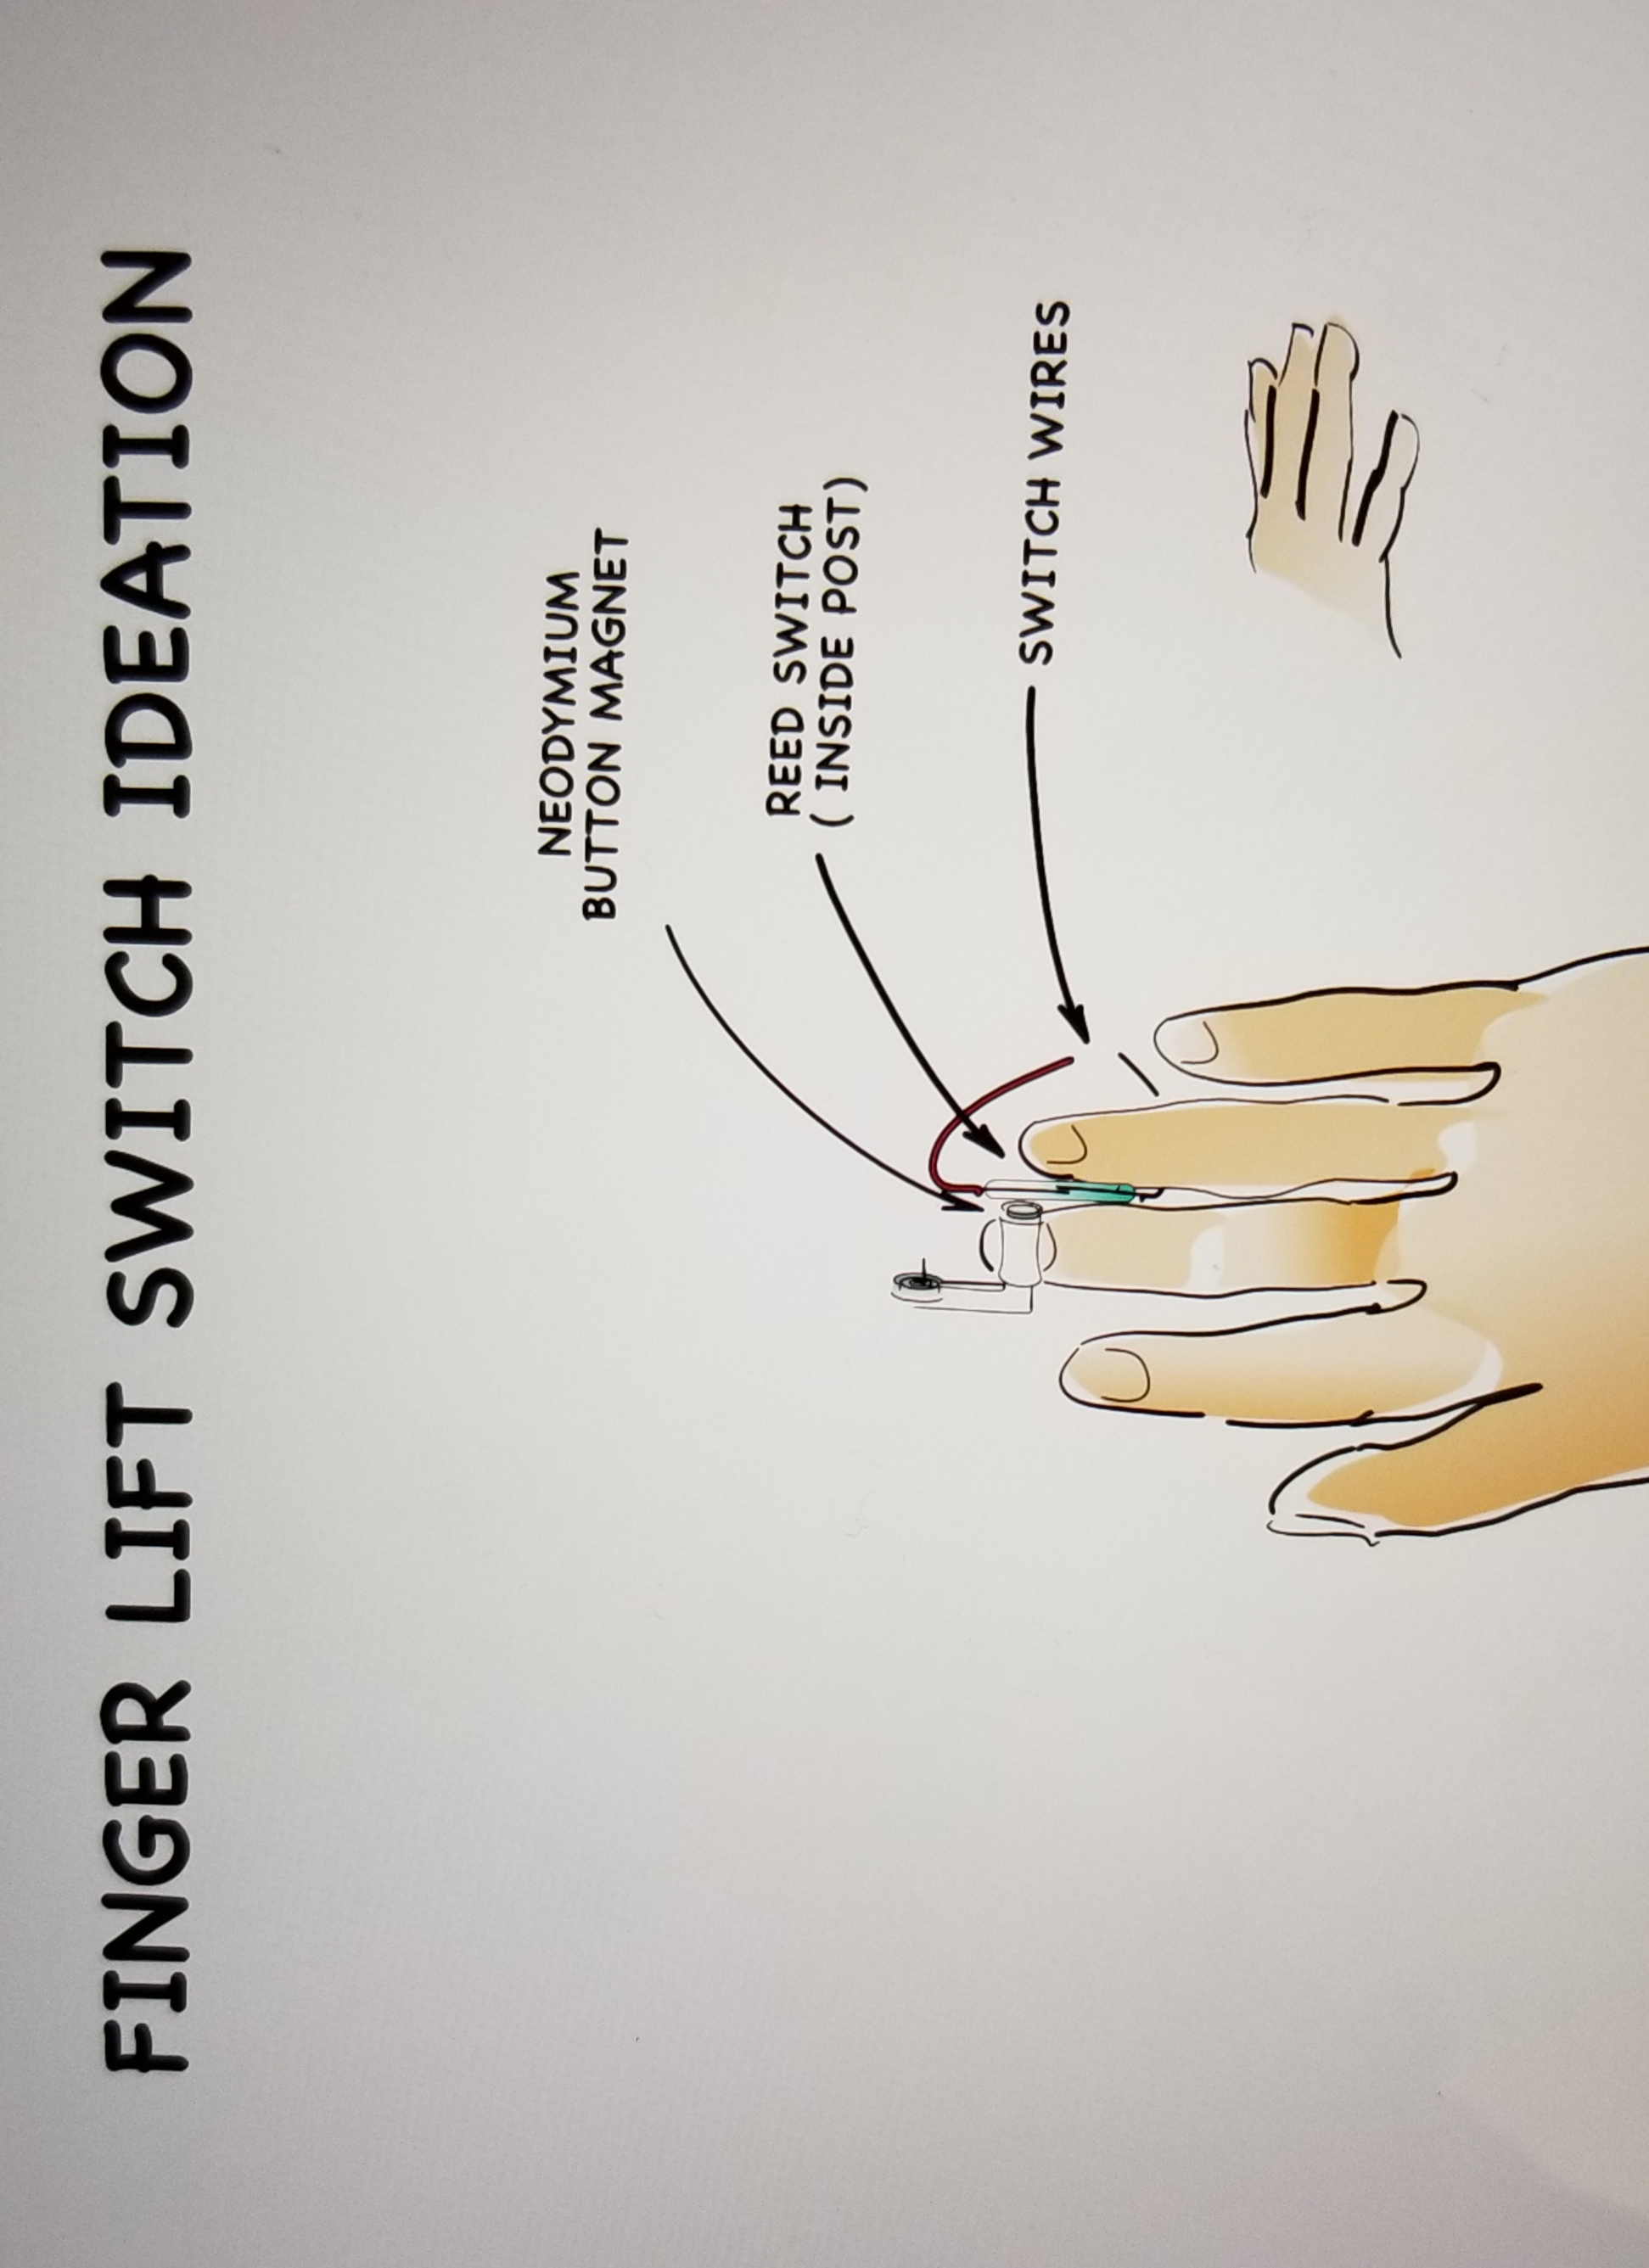 FINGER LIFT SWITCH IDEATION
NEODYMIUM
BUTTON MAGNET
REED SWITCH
( INSIDE POST)
SWITCH WIRES